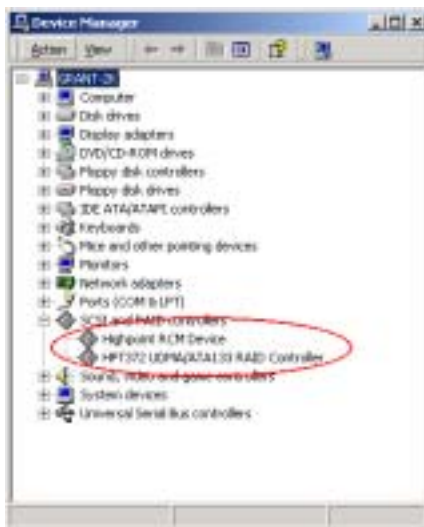 Device Manager
Action View
GRANT-2K
Computer
Disk drives
Display adapters
DVD/CD-ROM drives
Floppy disk controllers
Floppy disk drives
IDE ATA/ATAPI controllers
Keyboards
Mice and other pointing devices
Monitors
Network adapters
Ports (COM & LPT)
SCSI and RAID controllers
Highpoint RCM Device
HPT372 UDMA/ATA133 RAID Controller
Sound, video and game controllers
System devices
Universal Serial Bus controllers